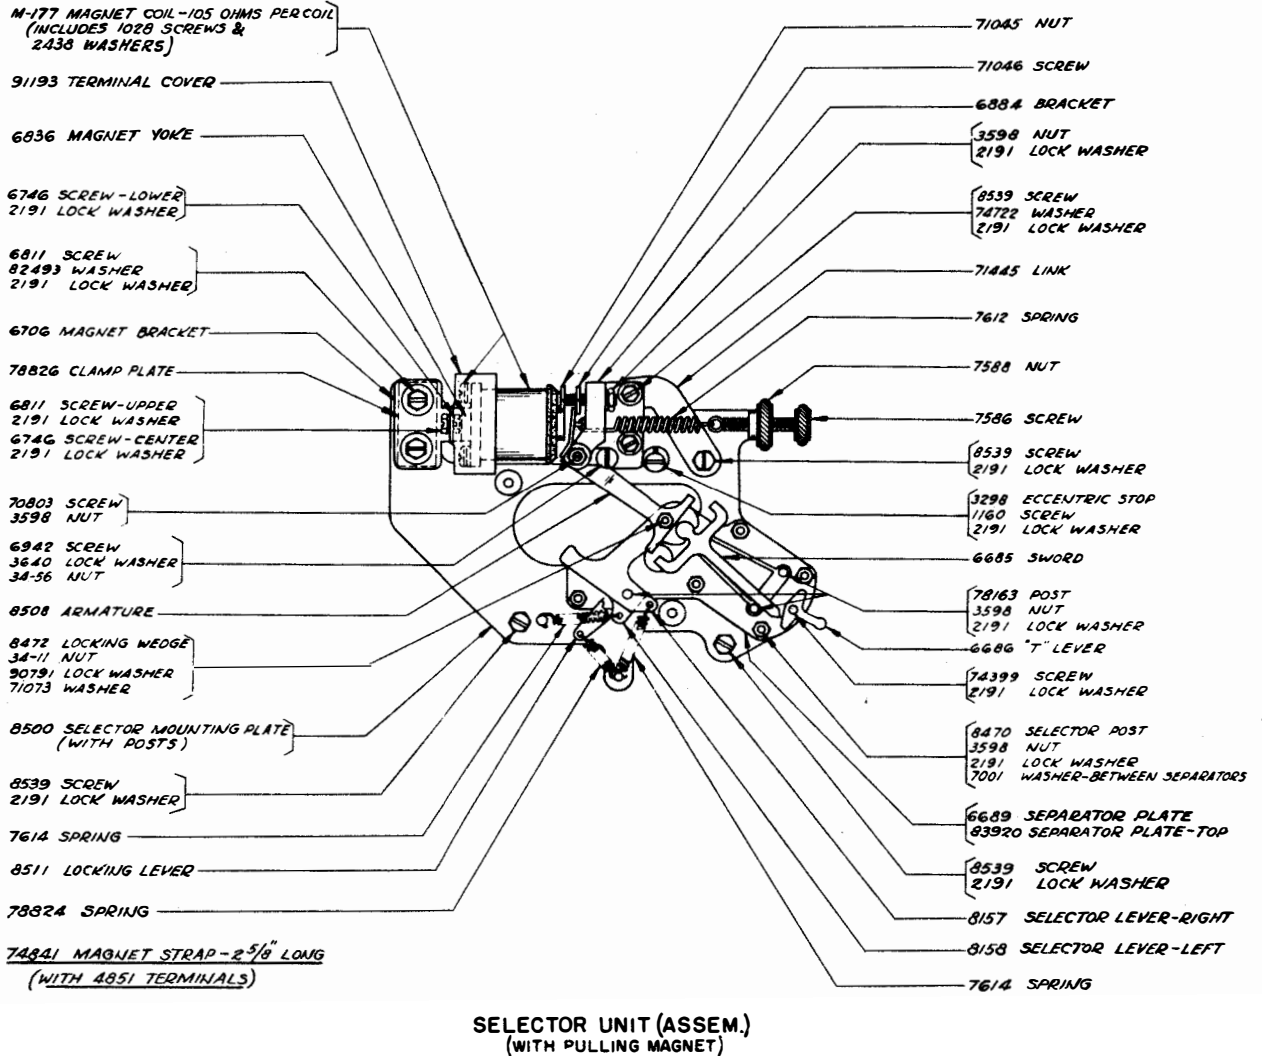 M-177 MAGNET COIL-105 OHMS PER COIL
(INCLUDES 1028 SCREWS &
2438 WASHERS)
91193 TERMINAL COVER
6836 MAGNET YOKE
6746 SCREW-LOWER
2191 LOCK WASHER
6811 SCREW
82493 WASHER
2191 LOCK WASHER
6706 MAGNET BRACKET
78826 CLAMP PLATE
6811 SCREW-UPPER
2191 LOCK WASHER
6746 SCREW-CENTER
2191 LOCK WASHER
70803 SCREW
3598 NUT
6942 SCREW
3640 LOCK WASHER
34-56 NUT
8508 ARMATURE
8472 LOCKING WEDGE
34-11 NUT
90791 LOCK WASHER
71073 WASHER
8500 SELECTOR MOUNTING PLATE
(WITH POSTS)
8539 SCREW
2191 LOCK WASHER
7614 SPRING
8511 LOCKING LEVER
78824 SPRING
74841 MAGNET STRAP-2 5/8" LONG
(WITH 4851 TERMINALS)
71045 NUT
71046 SCREW
6884 BRACKET
3598 NUT
2191 LOCK WASHER
8539 SCREW
74722 WASHER
2191 LOCK WASHER
71445 LINK
7612 SPRING
7588 NUT
7586 SCREW
8539 SCREW
2191 LOCK WASHER
3298 ECCENTRIC STOP
1160 SCREW
2191 LOCK WASHER
6685 SWORD
78163 POST
3598 NUT
2191 LOCK WASHER
6686 "T" LEVER
74399 SCREW
2191 LOCK WASHER
8470 SELECTOR POST
3598 NUT
2191 LOCK WASHER
7001 WASHER-BETWEEN SEPARATORS
6689 SEPARATOR PLATE
83920 SEPARATOR PLATE-TOP
8539 SCREW
2191 LOCK WASHER
8157 SELECTOR LEVER-RIGHT
8158 SELECTOR LEVER-LEFT
7614 SPRING
SELECTOR UNIT (ASSEM.)
(WITH PULLING MAGNET)